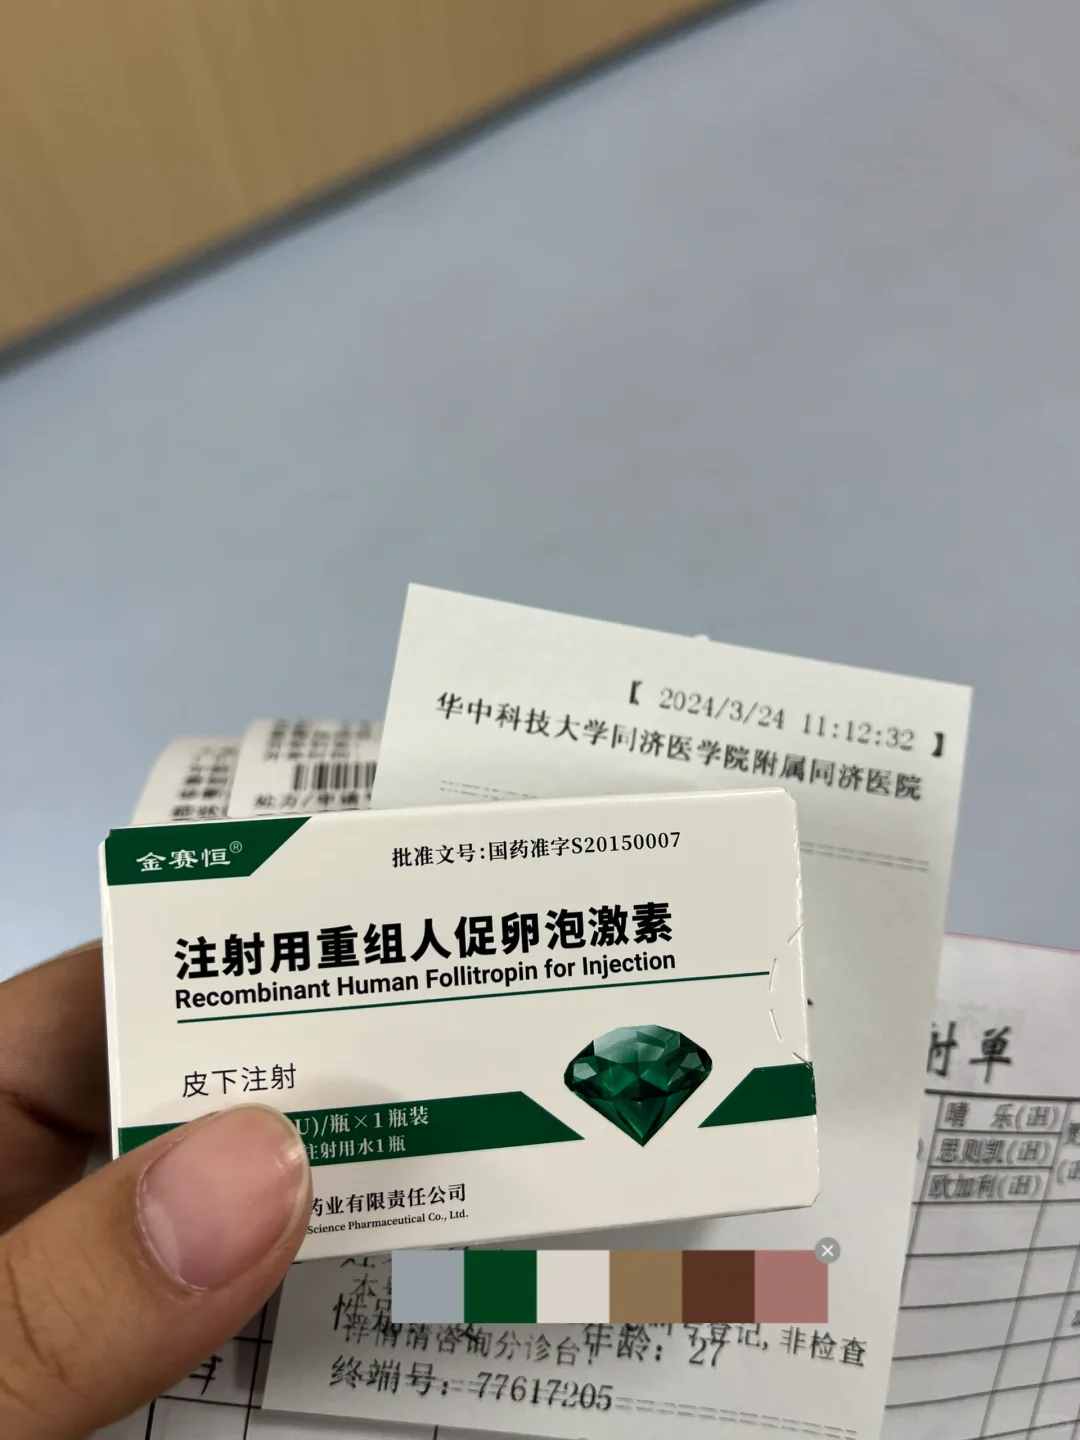 【 2024/3/24 11:12:32 】
华中科技大学同济医学院附属同济医院
金赛恒®
批准文号:国药准字S20150007
注射用重组人促卵泡激素
Recombinant Human Follitropin for Injection
皮下注射
U)/瓶×1瓶装
注射用水1瓶
药业有限责任公司
Science Pharmaceutical Co., Ltd.
射单
晴 乐(iH)
思则凯(iH)
欧加利(iH)
登记, 非检查
详情请咨询分诊台!
年龄: 27
终端号: 77617205